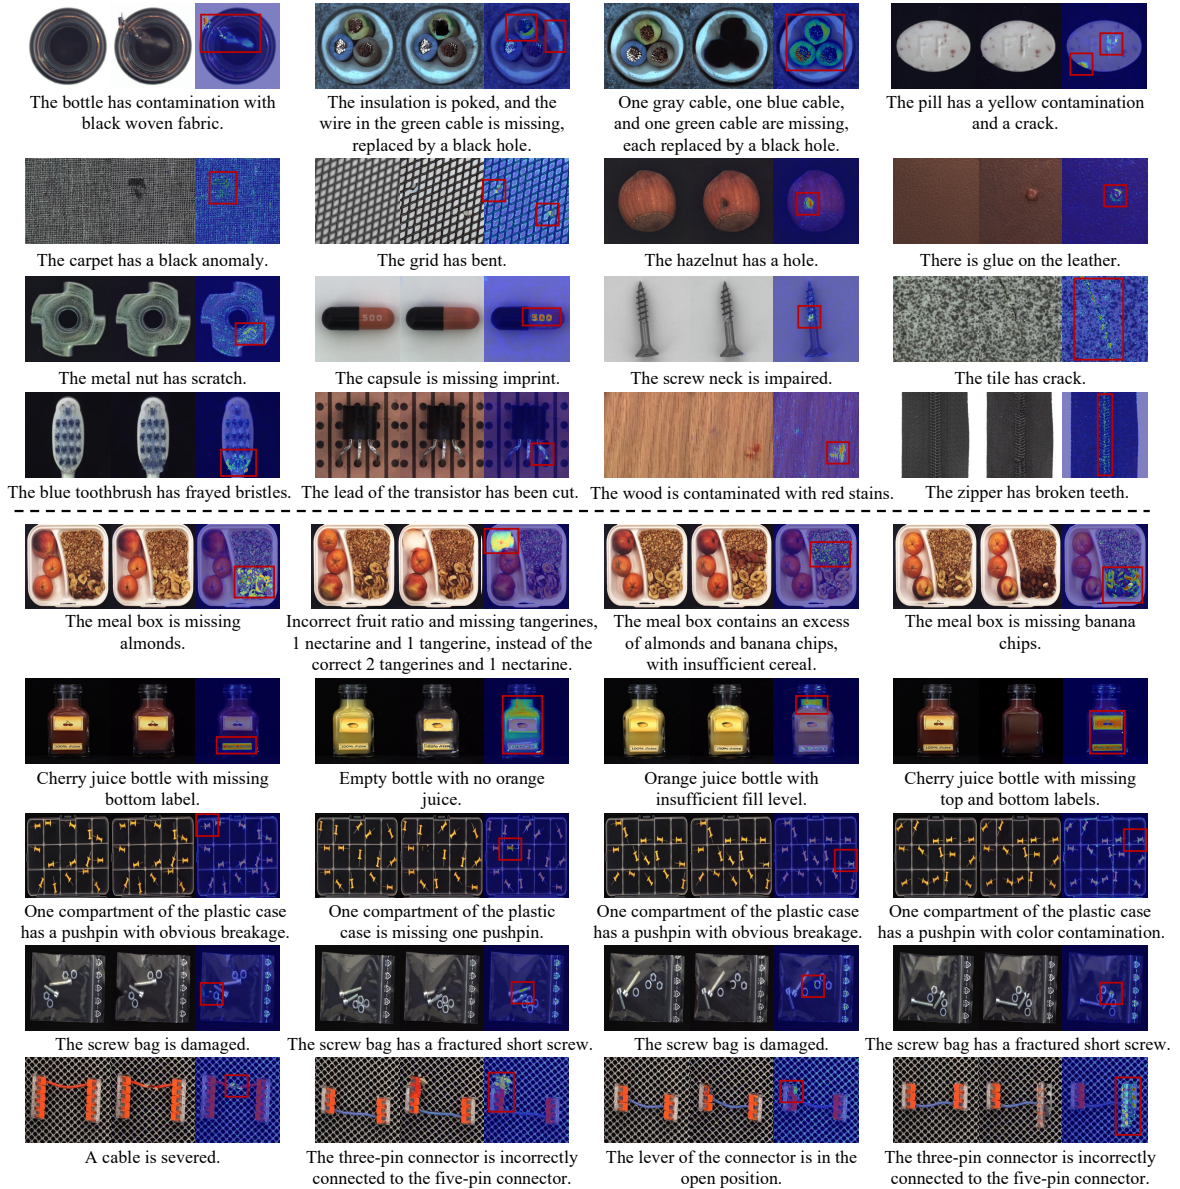 The bottle has contamination with
black woven fabric.
The insulation is poked, and the
wire in the green cable is missing,
replaced by a black hole.
One gray cable, one blue cable,
and one green cable are missing,
each replaced by a black hole.
The pill has a yellow contamination
and a crack.
The carpet has a black anomaly.
The grid has bent.
The hazelnut has a hole.
There is glue on the leather.
500
500
The metal nut has scratch.
The capsule is missing imprint.
The screw neck is impaired.
The tile has crack.
The blue toothbrush has frayed bristles.
The lead of the transistor has been cut.
The wood is contaminated with red stains.
The zipper has broken teeth.
The meal box is missing
almonds.
Incorrect fruit ratio and missing tangerines,
1 nectarine and 1 tangerine, instead of the
correct 2 tangerines and 1 nectarine.
The meal box contains an excess
of almonds and banana chips,
with insufficient cereal.
The meal box is missing banana
chips.
100% Juice
100% Juice
100% Juice
100% Juice
100% Juice
Cherry juice bottle with missing
bottom label.
Empty bottle with no orange
juice.
Orange juice bottle with
insufficient fill level.
Cherry juice bottle with missing
top and bottom labels.
One compartment of the plastic case
has a pushpin with obvious breakage.
One compartment of the plastic
case is missing one pushpin.
One compartment of the plastic case
has a pushpin with obvious breakage.
One compartment of the plastic case
has a pushpin with color contamination.
The screw bag is damaged.
The screw bag has a fractured short screw.
The screw bag is damaged.
The screw bag has a fractured short screw.
A cable is severed.
The three-pin connector is incorrectly
connected to the five-pin connector.
The lever of the connector is in the
open position.
The three-pin connector is incorrectly
connected to the five-pin connector.